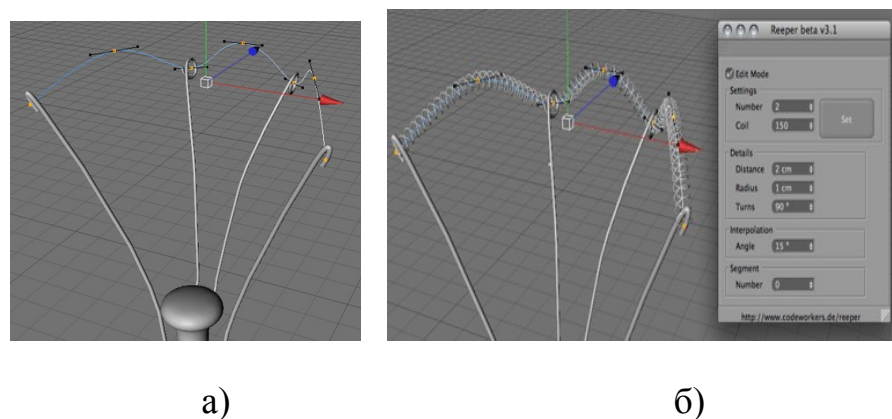 Reeper beta v3.1
Edit Mode
Settings
Number 2
Coil 150
Set
Details
Distance 2 cm
Radius 1 cm
Turns 90 °
Interpolation
Angle 15 °
Segment
Number 0
http://www.codeworkers.de/reeper
а) б)